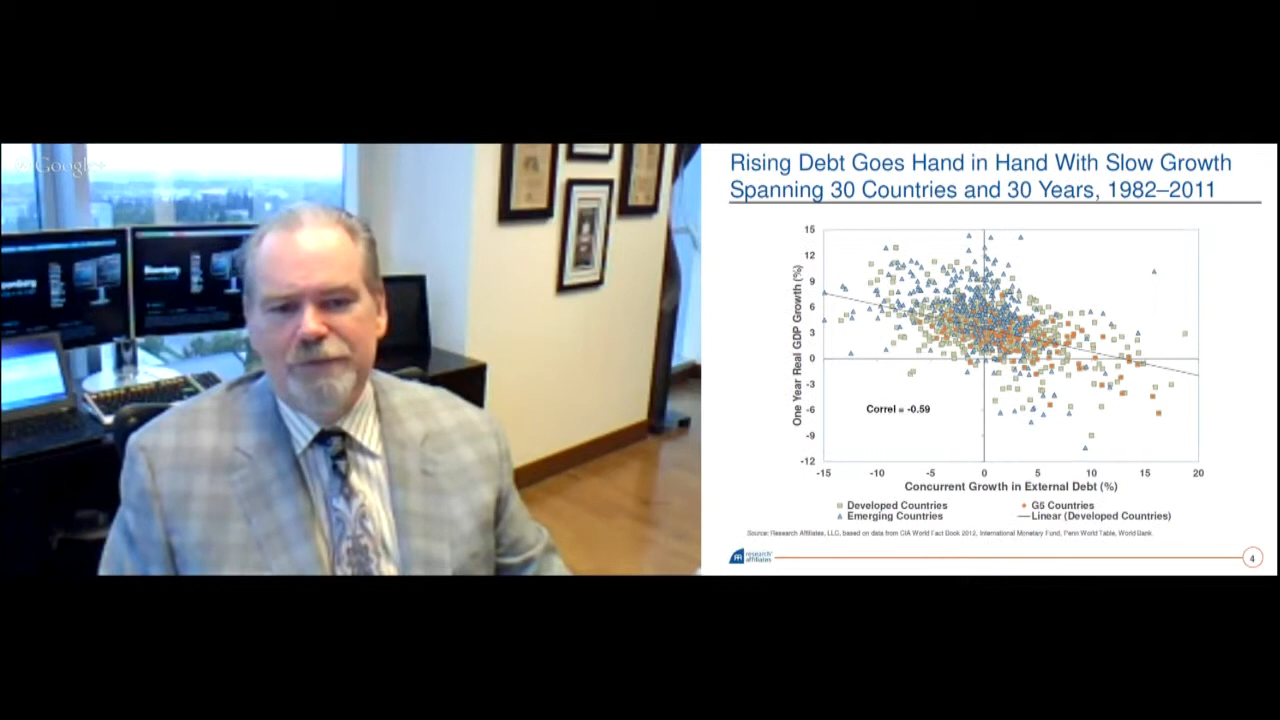 Google+
Bloomberg
Rising Debt Goes Hand in Hand With Slow Growth
Spanning 30 Countries and 30 Years, 1982–2011
One Year Real GDP Growth (%)
15
12
9
6
3
0
-3
-6
-9
-12
Correl = -0.59
-15 -10 -5 0 5 10 15 20
Concurrent Growth in External Debt (%)
Developed Countries G5 Countries
Emerging Countries Linear (Developed Countries)
Source: Research Affiliates, LLC, based on data from CIA World Fact Book 2012, International Monetary Fund, Penn World Table, World Bank.
research
affiliates
4